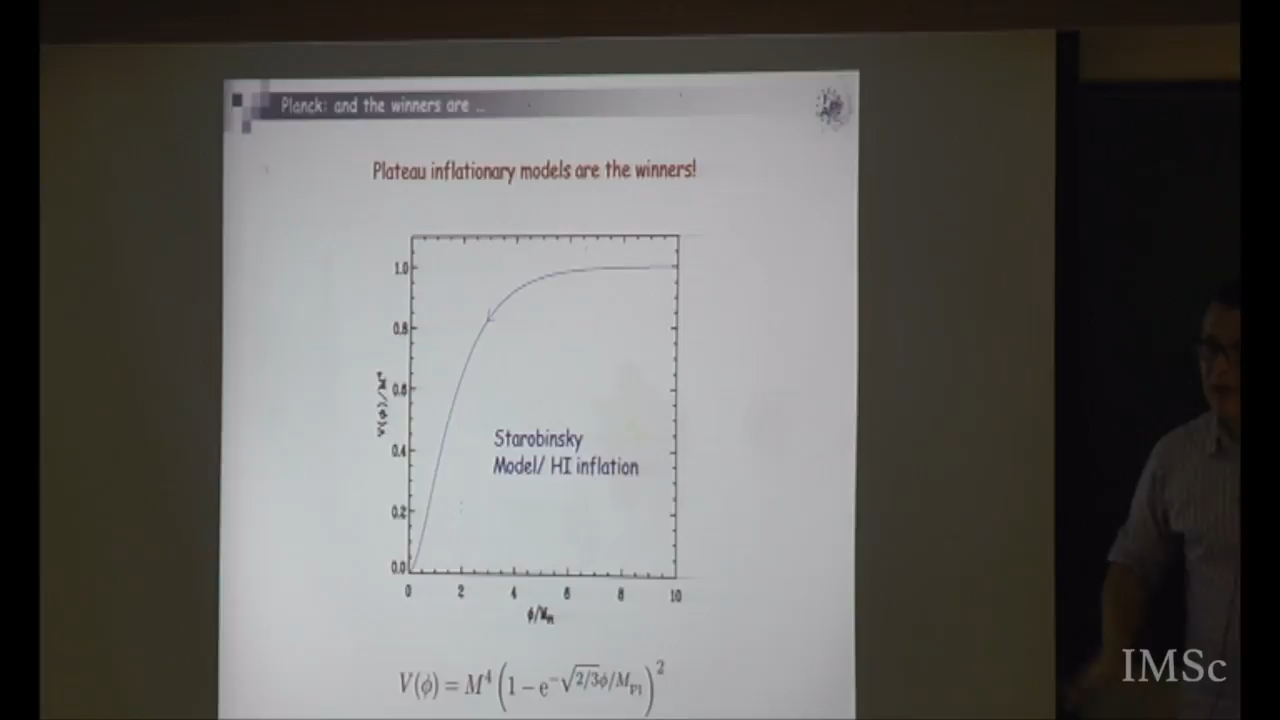 Planck: and the winners are ...
Plateau inflationary models are the winners!
1.0
0.8
0.6
0.4
0.2
0.0
V(ϕ)/M⁴
0 2 4 6 8 10
ϕ/M_Pl
Starobinsky
Model/ HI inflation
V(ϕ) = M⁴ (1 − e^{−√(2/3)ϕ/M_Pl})²
IMSc